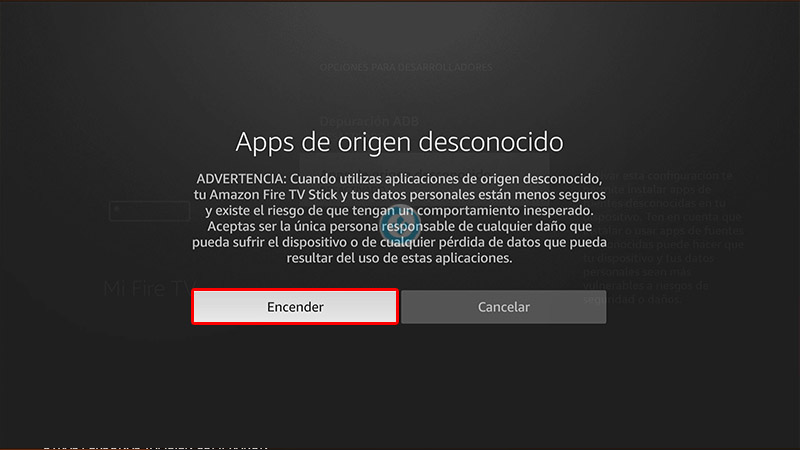 OPCIONES PARA DESARROLLADORES
Depuración ADB
Apps de origen desconocido
ADVERTENCIA: Cuando utilizas aplicaciones de origen desconocido,
tu Amazon Fire TV Stick y tus datos personales están menos seguros
y existe el riesgo de que tengan un comportamiento inesperado.
Aceptas ser la única persona responsable de cualquier daño que
pueda sufrir el dispositivo o de cualquier pérdida de datos que pueda
resultar del uso de estas aplicaciones.
Mi Fire TV
Encender
Cancelar